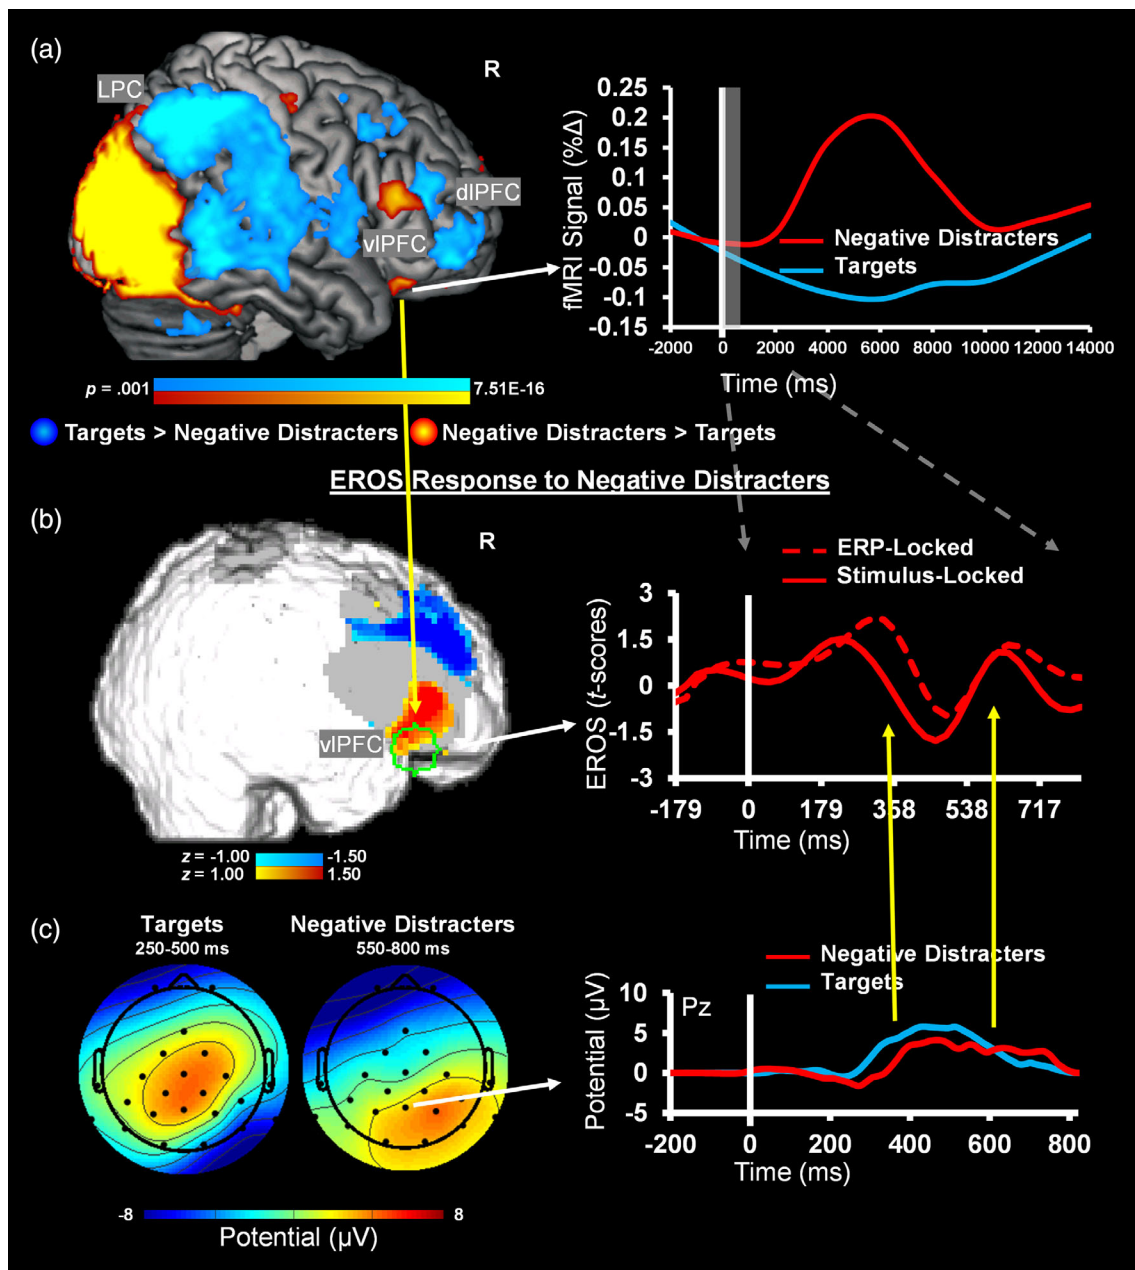 (a)
R
LPC
dlPFC
vlPFC
fMRI Signal (%Δ)
0.25
0.2
0.15
0.1
0.05
0
-0.05
-0.1
-0.15
Negative Distracters
Targets
-2000 0 2000 4000 6000 8000 10000 12000 14000
Time (ms)
p = .001
7.51E-16
Targets > Negative Distracters
Negative Distracters > Targets
EROS Response to Negative Distracters
(b)
R
vlPFC
z = -1.00 -1.50
z = 1.00 1.50
ERP-Locked
Stimulus-Locked
EROS (t-scores)
3
1.5
0
-1.5
-3
-179 0 179 358 538 717
Time (ms)
(c)
Targets
250-500 ms
Negative Distracters
550-800 ms
-8 8
Potential (µV)
Negative Distracters
Targets
Pz
Potential (µV)
10
5
0
-5
-200 0 200 400 600 800
Time (ms)